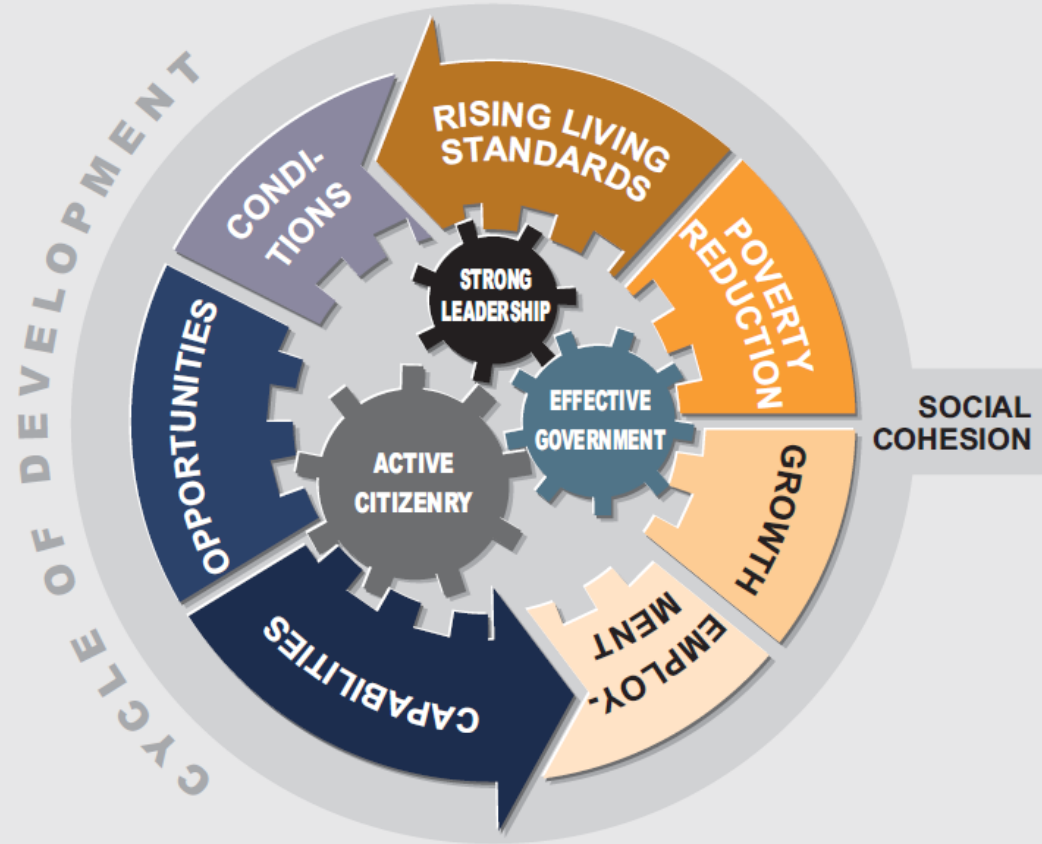 CYCLE OF DEVELOPMENT
RISING LIVING
STANDARDS
POVERTY
REDUCTION
GROWTH
EMPLOY-
MENT
CAPABILITIES
OPPORTUNITIES
CONDI-
TIONS
STRONG
LEADERSHIP
EFFECTIVE
GOVERNMENT
ACTIVE
CITIZENRY
SOCIAL
COHESION